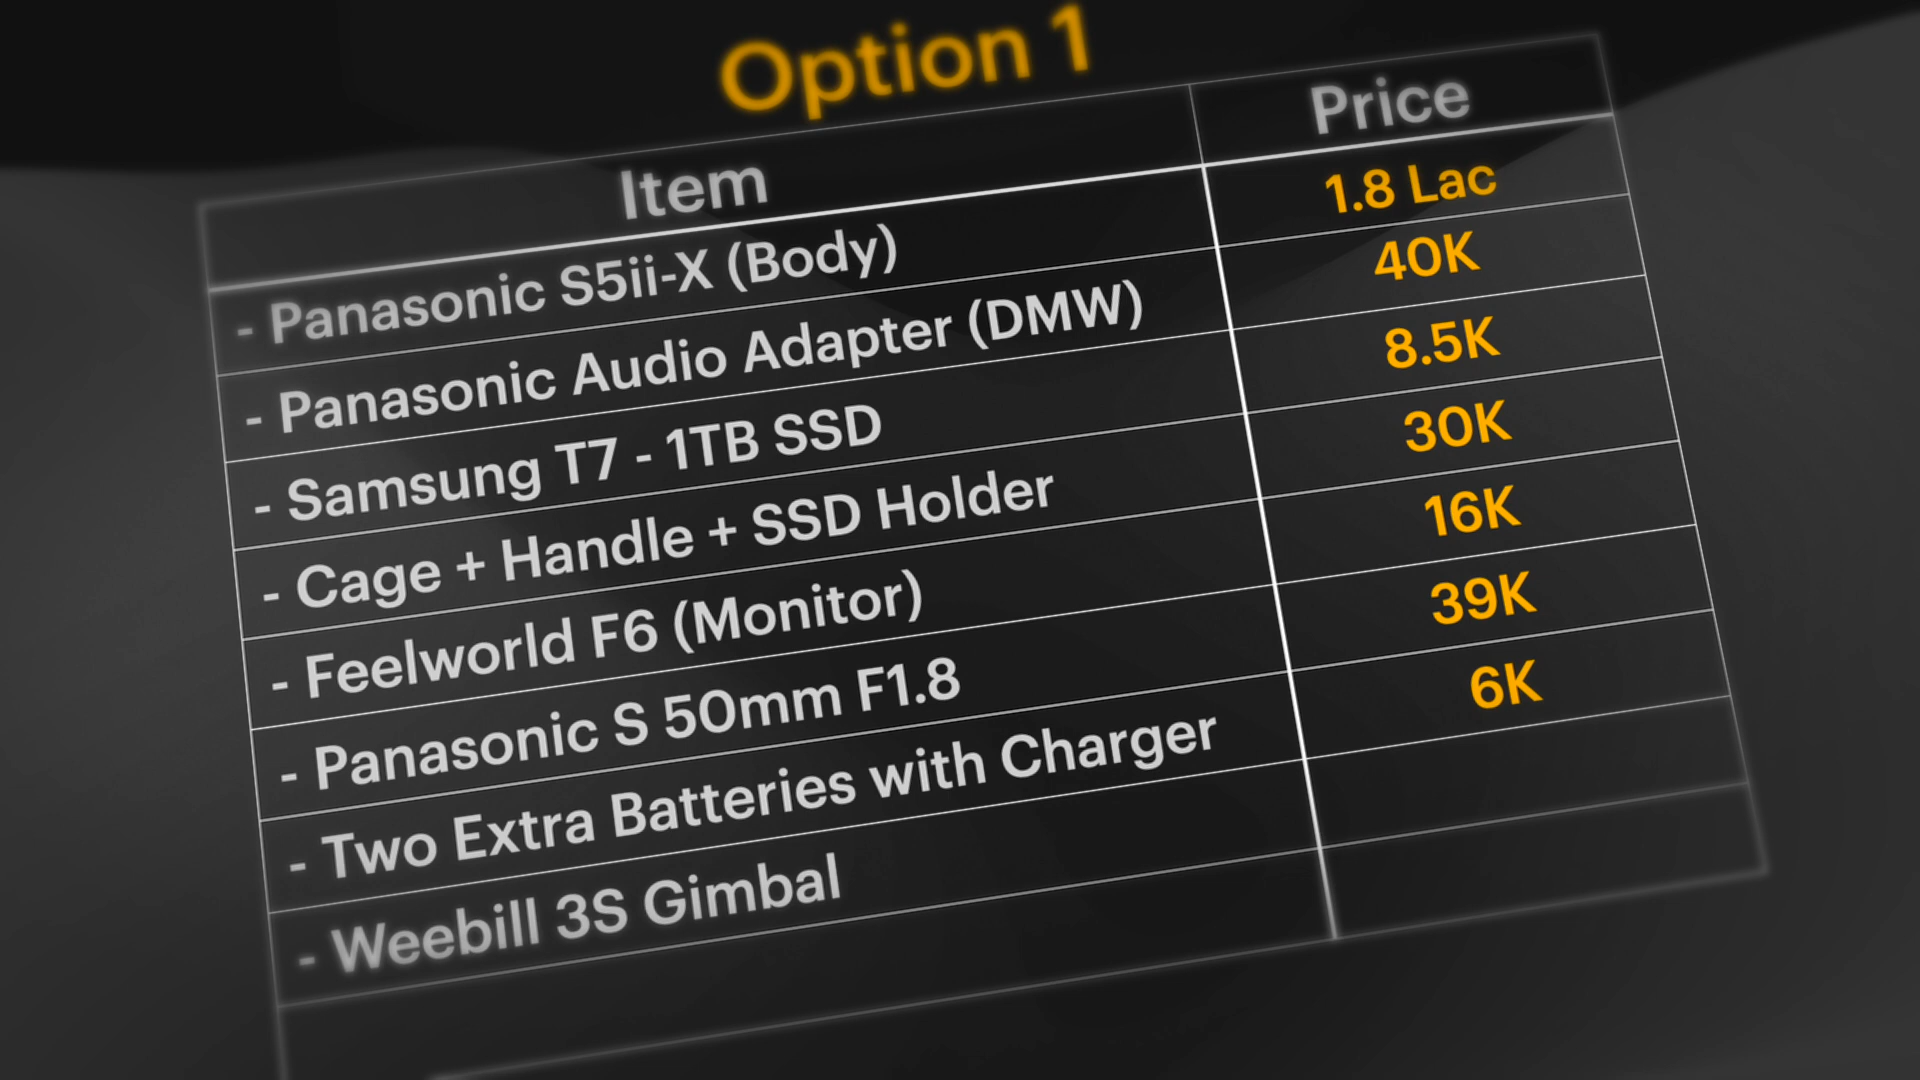 Option 1
Item Price
- Panasonic S5ii-X (Body) 1.8 Lac
- Panasonic Audio Adapter (DMW) 40K
- Samsung T7 - 1TB SSD 8.5K
- Cage + Handle + SSD Holder 30K
- Feelworld F6 (Monitor) 16K
- Panasonic S 50mm F1.8 39K
- Two Extra Batteries with Charger 6K
- Weebill 3S Gimbal